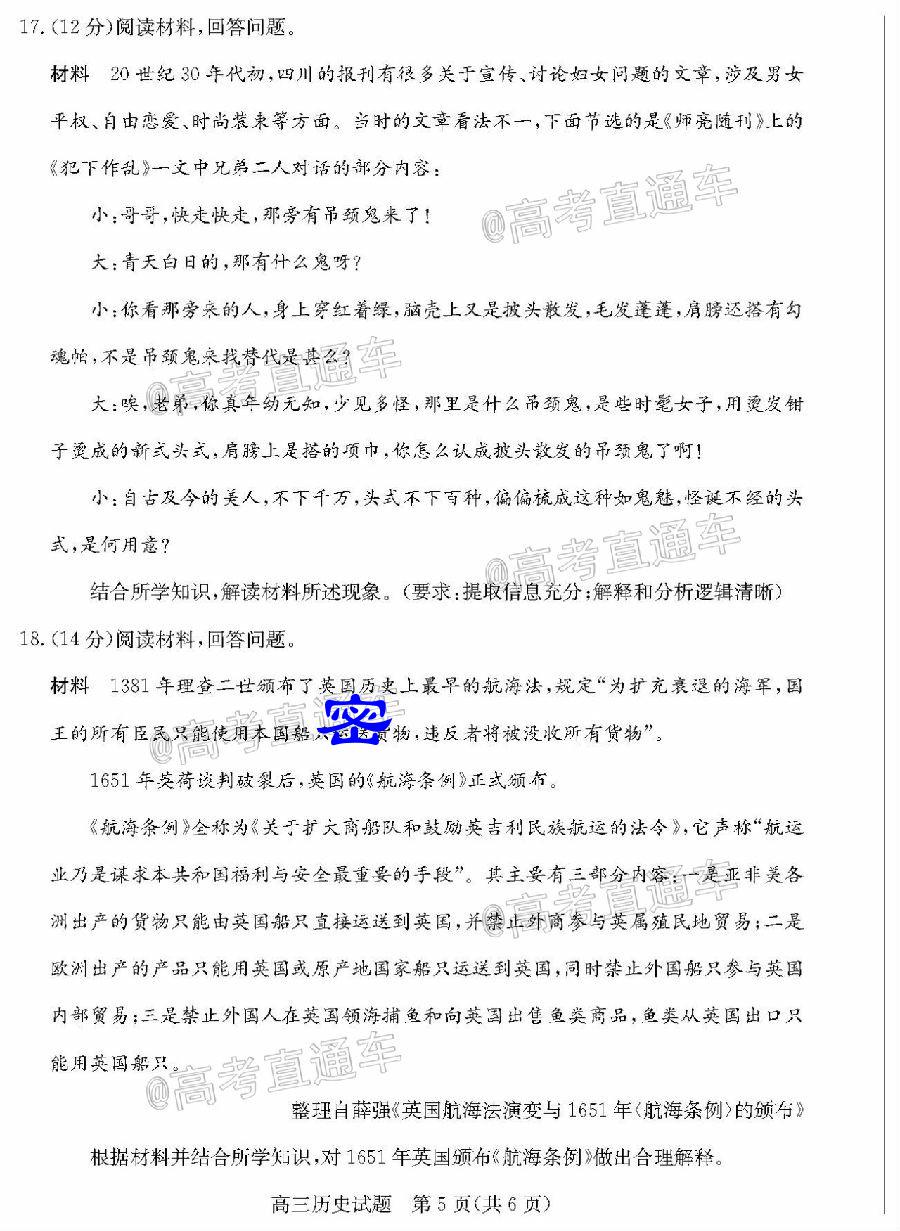 17.(12分)阅读材料,回答问题。
材料 20世纪30年代初,四川的报刊有很多关于宣传、讨论妇女问题的文章,涉及男女
平权、自由恋爱、时尚装束等方面。当时的文章看法不一,下面节选的是《师亮随刊》上的
《犯下作乱》一文中兄弟二人对话的部分内容:
小:哥哥,快走快走,那旁有吊颈鬼来了!
@高考直通车
大:青天白日的,那有什么鬼呀?
小:你看那旁来的人,身上穿红着绿,脑壳上又是披头散发,毛发蓬蓬,肩膀还搭有勾
魂帕,不是吊颈鬼来找替代是甚么?
@高考直通车
大:唉,老弟,你真年幼无知,少见多怪,那里是什么吊颈鬼,是些时髦女子,用烫发钳
子烫成的新式头式,肩膀上是搭的项巾,你怎么认成披头散发的吊颈鬼了啊!
小:自古及今的美人,不下千万,头式不下百种,偏偏梳成这种如鬼魅,怪诞不经的头
式,是何用意?
@高考直通车
结合所学知识,解读材料所述现象。(要求:提取信息充分;解释和分析逻辑清晰)
18.(14分)阅读材料,回答问题。
材料 1381年理查二世颁布了英国历史上最早的航海法,规定“为扩充衰退的海军,国
@高考直通车
密
王的所有臣民只能使用本国船只运送货物,违反者将被没收所有货物”。
1651年英荷谈判破裂后,英国的《航海条例》正式颁布。
《航海条例》全称为《关于扩大商船队和鼓励英吉利民族航运的法令》,它声称“航运
业乃是谋求本共和国福利与安全最重要的手段”。其主要有三部分内容:一是亚非美各
@高考直通车
洲出产的货物只能由英国船只直接运送到英国,并禁止外商参与英属殖民地贸易;二是
欧洲出产的产品只能用英国或原产地国家船只运送到英国,同时禁止外国船只参与英国
内部贸易;三是禁止外国人在英国领海捕鱼和向英国出售鱼类商品,鱼类从英国出口只
能用英国船只。
@高考直通车
整理自薛强《英国航海法演变与1651年〈航海条例〉的颁布》
根据材料并结合所学知识,对1651年英国颁布《航海条例》做出合理解释。
高三历史试题 第5页(共6页)